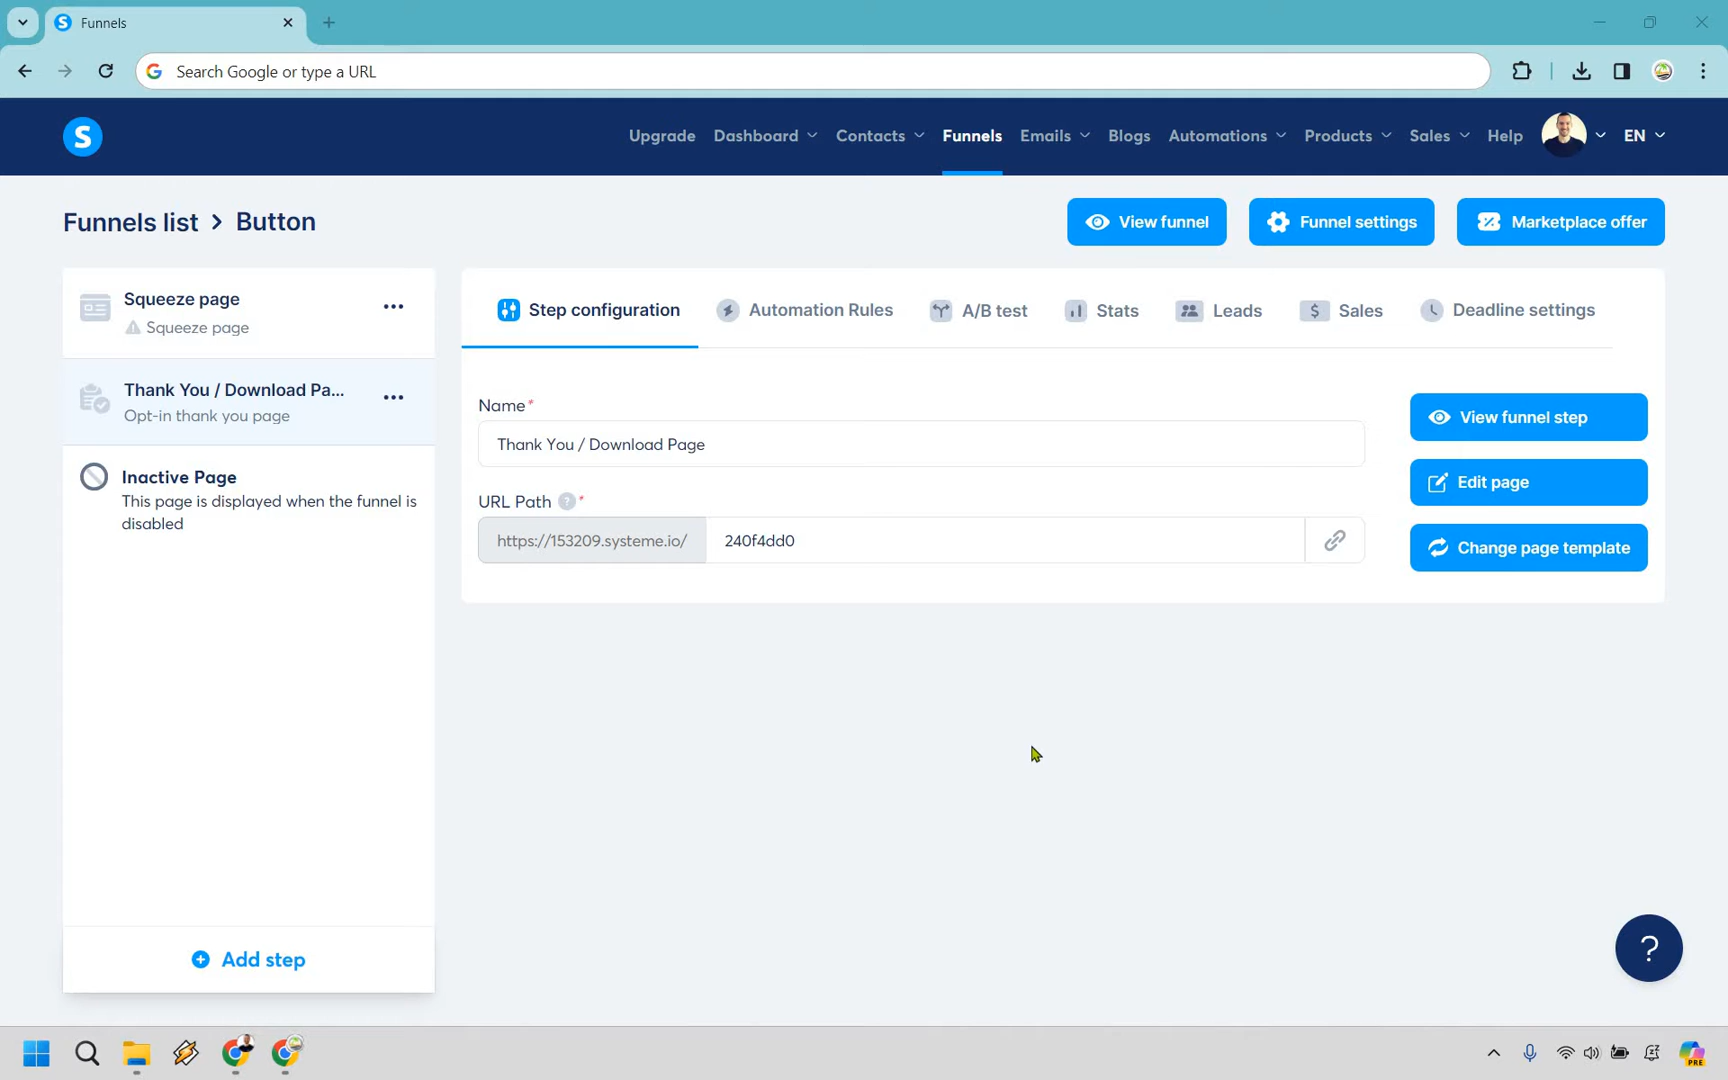 Funnels
Search Google or type a URL
S
Upgrade Dashboard Contacts Funnels Emails Blogs Automations Products Sales Help EN
Funnels list > Button
View funnel Funnel settings Marketplace offer
Squeeze page
Squeeze page
Thank You / Download Pa...
Opt-in thank you page
Inactive Page
This page is displayed when the funnel is
disabled
Add step
Step configuration Automation Rules A/B test Stats Leads $ Sales Deadline settings
Name*
Thank You / Download Page
URL Path ? *
https://153209.systeme.io/ 240f4dd0
View funnel step
Edit page
Change page template
?
PRE